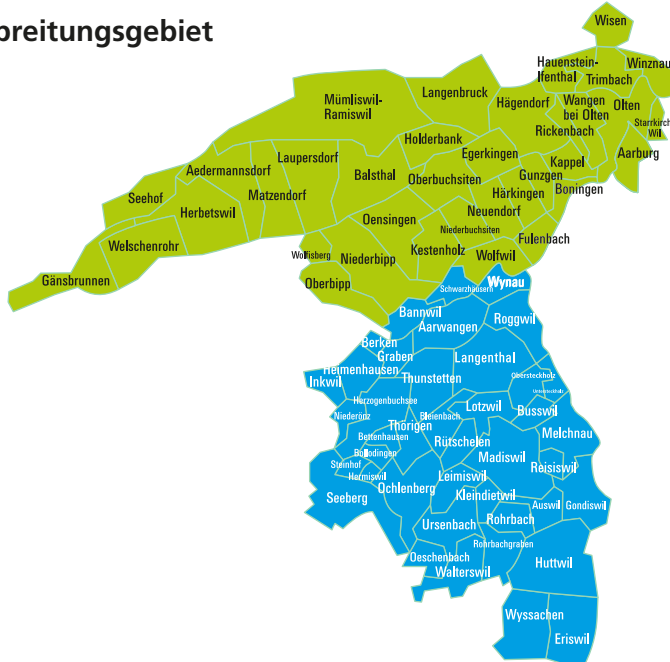 breitungsgebiet
Wisen
Hauenstein-
Ifenthal
Winznau
Trimbach
Langenbruck
Mümliswil-
Ramiswil
Hägendorf
Wangen
bei Olten
Olten
Starrkirch
Wil
Rickenbach
Holderbank
Egerkingen
Aarburg
Laupersdorf
Kappel
Aedermannsdorf
Balsthal
Oberbuchsiten
Gunzgen
Boningen
Seehof
Matzendorf
Härkingen
Herbetswil
Oensingen
Neuendorf
Niederbuchsiten
Fulenbach
Welschenrohr
Wolfisberg
Niederbipp
Kestenholz
Wolfwil
Gänsbrunnen
Oberbipp
Schwarzhäusern
Wynau
Bannwil
Aarwangen
Roggwil
Berken
Graben
Langenthal
Heimenhausen
Inkwil
Thunstetten
Obersteckholz
Untersteckholz
Herzogenbuchsee
Lotzwil
Busswil
Niederönz
Thörigen
Bleienbach
Bettenhausen
Rütschelen
Melchnau
Bollodingen
Madiswil
Steinhof
Reisiswil
Hermiswil
Leimiswil
Ochlenberg
Seeberg
Kleindietwil
Auswil
Gondiswil
Ursenbach
Rohrbach
Rohrbachgraben
Oeschenbach
Huttwil
Walterswil
Wyssachen
Eriswil